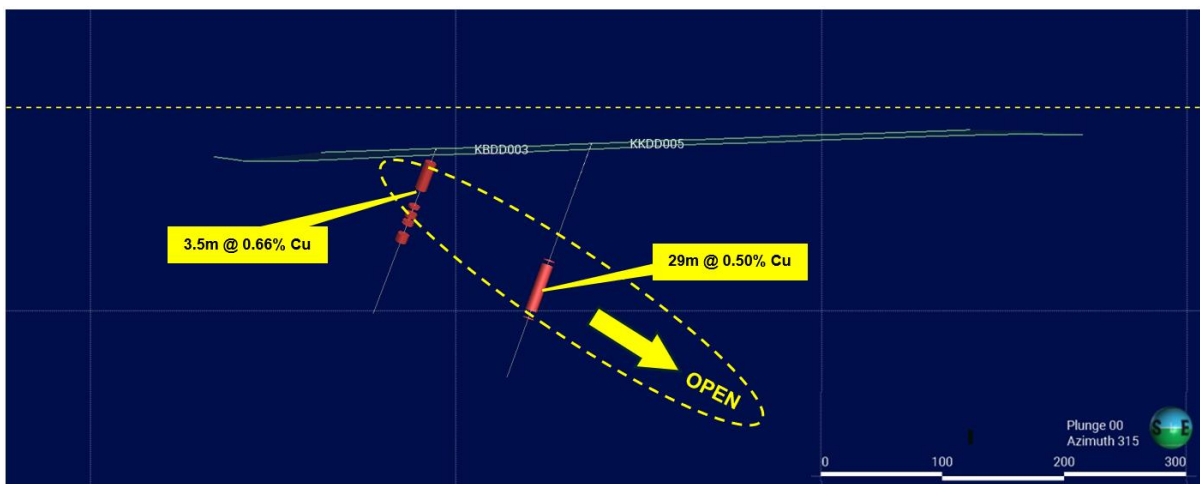 KBDD003
KKDD005
3.5m @ 0.66% Cu
29m @ 0.50% Cu
OPEN
Plunge 00
Azimuth 315
S E
0 100 200 300